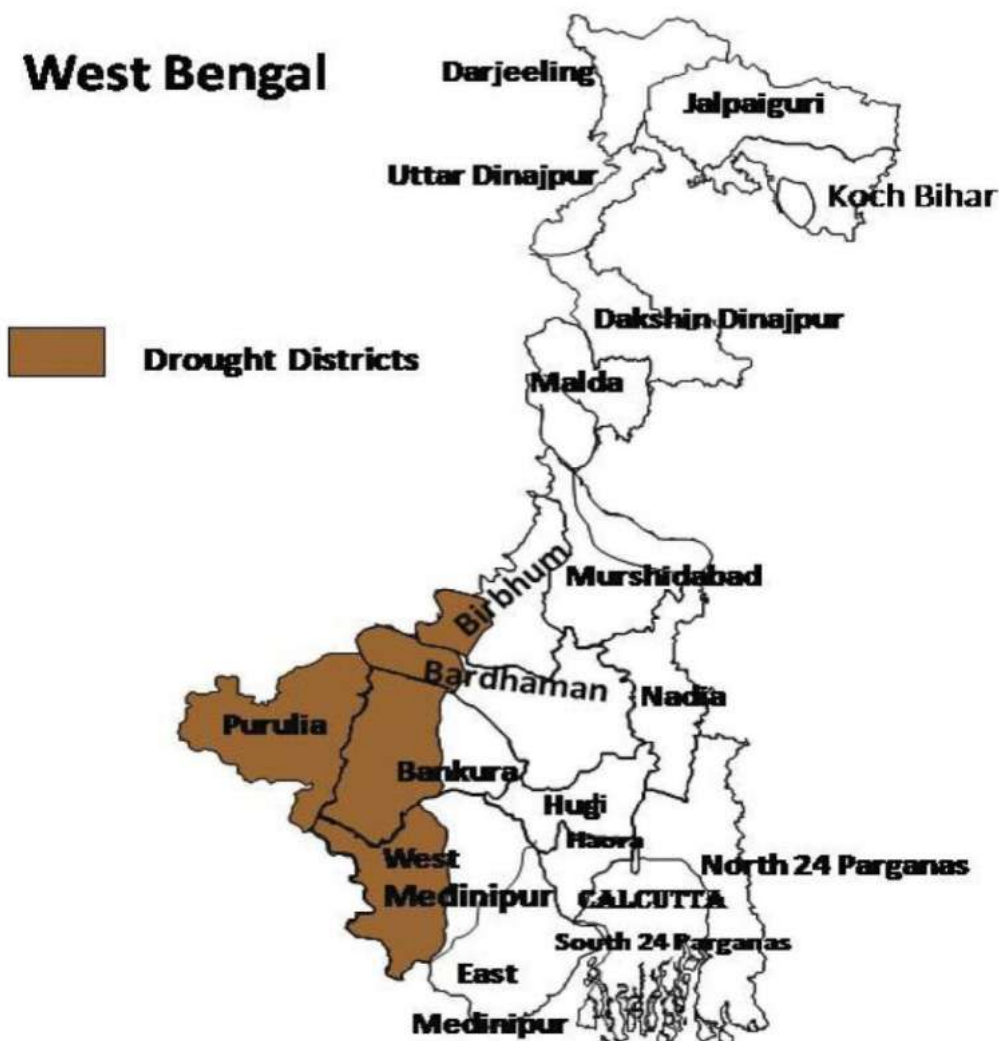 West Bengal
Darjeeling
Jalpaiguri
Uttar Dinajpur
Koch Bihar
Dakshin Dinajpur
Drought Districts
Malda
Birbhum
Murshidabad
Bardhaman
Nadia
Purulia
Bankura
Hugli
Haora
West
Medinipur
North 24 Parganas
CALCUTTA
South 24 Parganas
East
Medinipur